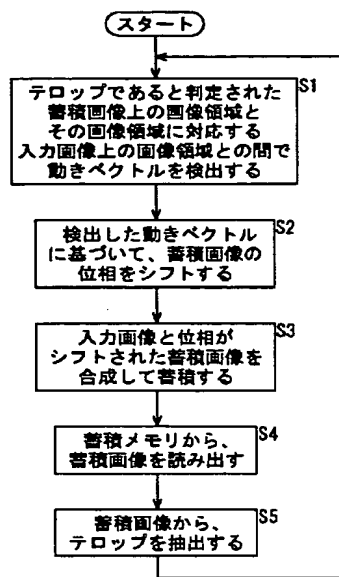 スタート
S1
テロップであると判定された
蓄積画像上の画像領域と
その画像領域に対応する
入力画像上の画像領域との間で
動きベクトルを検出する
S2
検出した動きベクトル
に基づいて、蓄積画像の
位相をシフトする
S3
入力画像と位相が
シフトされた蓄積画像を
合成して蓄積する
S4
蓄積メモリから、
蓄積画像を読み出す
S5
蓄積画像から、
テロップを抽出する